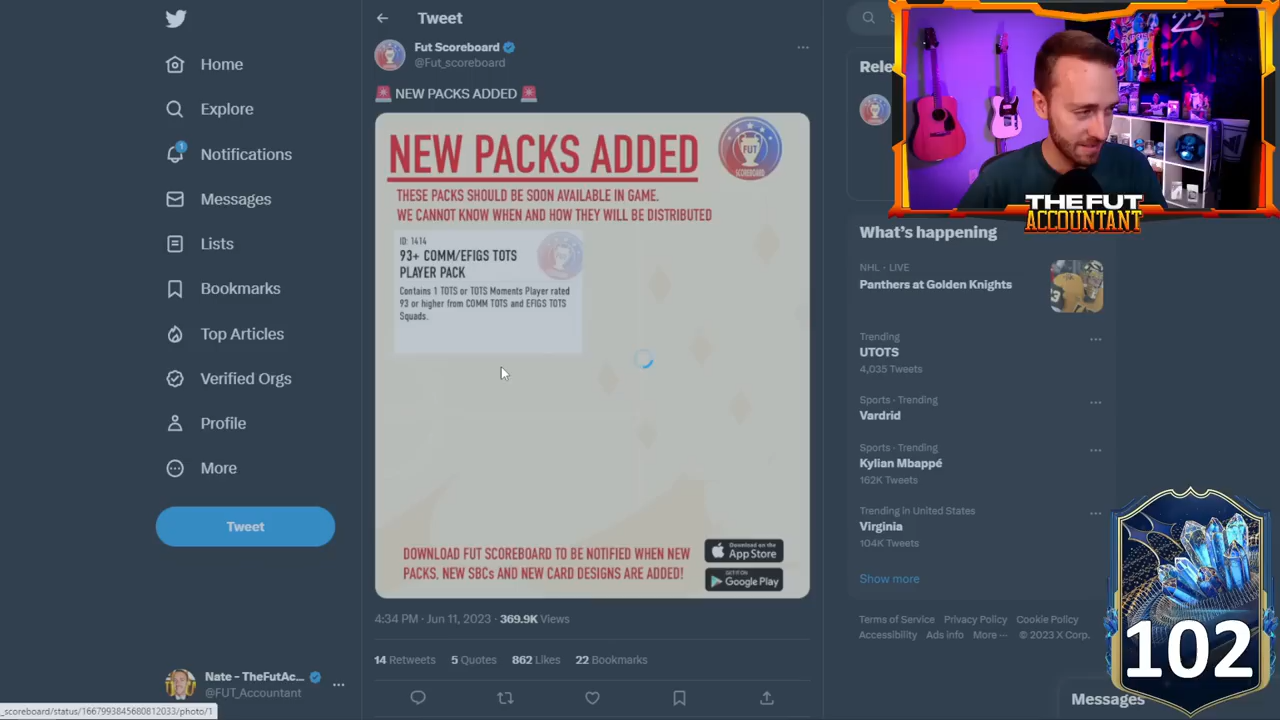 Tweet
Home
Explore
Notifications
1
Messages
Lists
Bookmarks
Top Articles
Verified Orgs
Profile
More
Tweet
Nate - TheFutAc...
@FUT_Accountant
_scoreboard/status/1667993845680812033/photo/1
Fut Scoreboard
@Fut_scoreboard
🚨 NEW PACKS ADDED 🚨
NEW PACKS ADDED
FUT
SCOREBOARD
THESE PACKS SHOULD BE SOON AVAILABLE IN GAME.
WE CANNOT KNOW WHEN AND HOW THEY WILL BE DISTRIBUTED
ID: 1414
93+ COMM/EFIGS TOTS
PLAYER PACK
Contains 1 TOTS or TOTS Moments Player rated
93 or higher from COMM TOTS and EFIGS TOTS
Squads.
DOWNLOAD FUT SCOREBOARD TO BE NOTIFIED WHEN NEW
PACKS, NEW SBCs AND NEW CARD DESIGNS ARE ADDED!
Download on the
App Store
GET IT ON
Google Play
4:34 PM · Jun 11, 2023 · 369.9K Views
14 Retweets 5 Quotes 862 Likes 22 Bookmarks
THE FUT
ACCOUNTANT
What's happening
NHL · LIVE
Panthers at Golden Knights
Trending
UTOTS
4,035 Tweets
Sports · Trending
Vardrid
Sports · Trending
Kylian Mbappé
162K Tweets
Trending in United States
Virginia
104K Tweets
Show more
Terms of Service Privacy Policy Cookie Policy
Accessibility Ads info More ··· © 2023 X Corp.
Messages
102